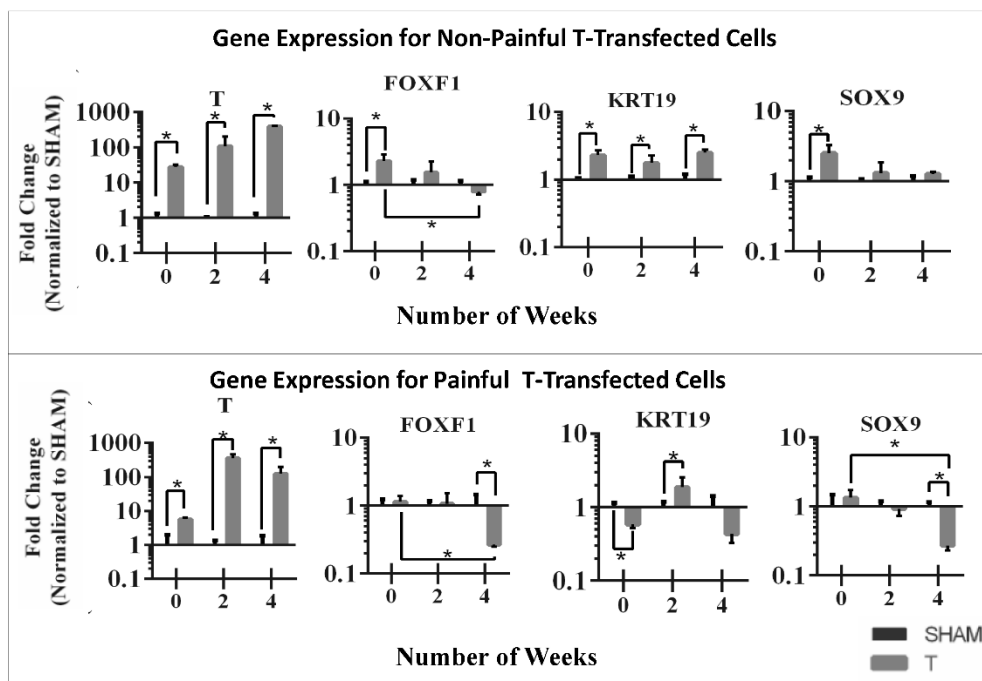 Gene Expression for Non-Painful T-Transfected Cells
Fold Change
(Normalized to SHAM)
T
1000
100
10
1
0.1
* * *
0 2 4
FOXF1
10
1
0.1
*
*
0 2 4
KRT19
10
1
0.1
* * *
0 2 4
SOX9
10
1
0.1
*
0 2 4
Number of Weeks
Gene Expression for Painful T-Transfected Cells
Fold Change
(Normalized to SHAM)
T
1000
100
10
1
0.1
* * *
0 2 4
FOXF1
10
1
0.1
*
*
0 2 4
KRT19
10
1
0.1
*
*
0 2 4
SOX9
10
1
0.1
*
*
0 2 4
Number of Weeks
SHAM
T